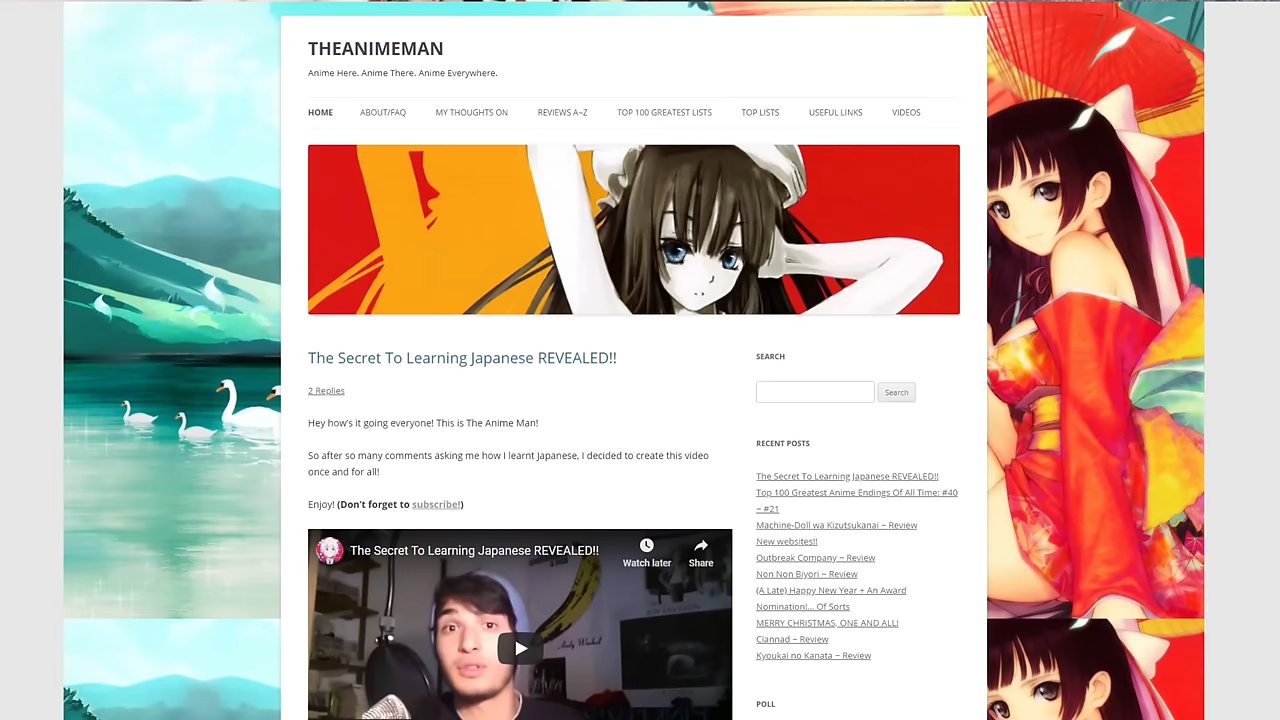 THEANIMEMAN
Anime Here. Anime There. Anime Everywhere.
HOME ABOUT/FAQ MY THOUGHTS ON REVIEWS A~Z TOP 100 GREATEST LISTS TOP LISTS USEFUL LINKS VIDEOS
The Secret To Learning Japanese REVEALED!!
2 Replies
Hey how's it going everyone! This is The Anime Man!
So after so many comments asking me how I learnt Japanese, I decided to create this video
once and for all!
Enjoy! (Don't forget to subscribe!)
The Secret To Learning Japanese REVEALED!!
Watch later
Share
Andy Warhol
SEARCH
Search
RECENT POSTS
The Secret To Learning Japanese REVEALED!!
Top 100 Greatest Anime Endings Of All Time: #40
~ #21
Machine-Doll wa Kizutsukanai ~ Review
New websites!!
Outbreak Company ~ Review
Non Non Biyori ~ Review
(A Late) Happy New Year + An Award
Nomination!... Of Sorts
MERRY CHRISTMAS, ONE AND ALL!
Clannad ~ Review
Kyoukai no Kanata ~ Review
POLL